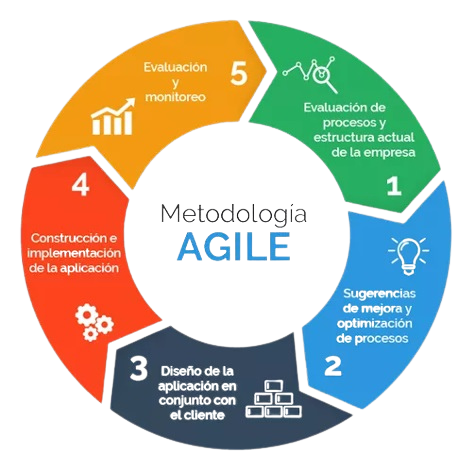 Metodología
AGILE
Evaluación de
procesos y
estructura actual
de la empresa
1
Sugerencias
de mejora y
optimización
de procesos
2
3
Diseño de la
aplicación en
conjunto con
el cliente
4
Construcción e
implementación
de la aplicación
5
Evaluación
y
monitoreo